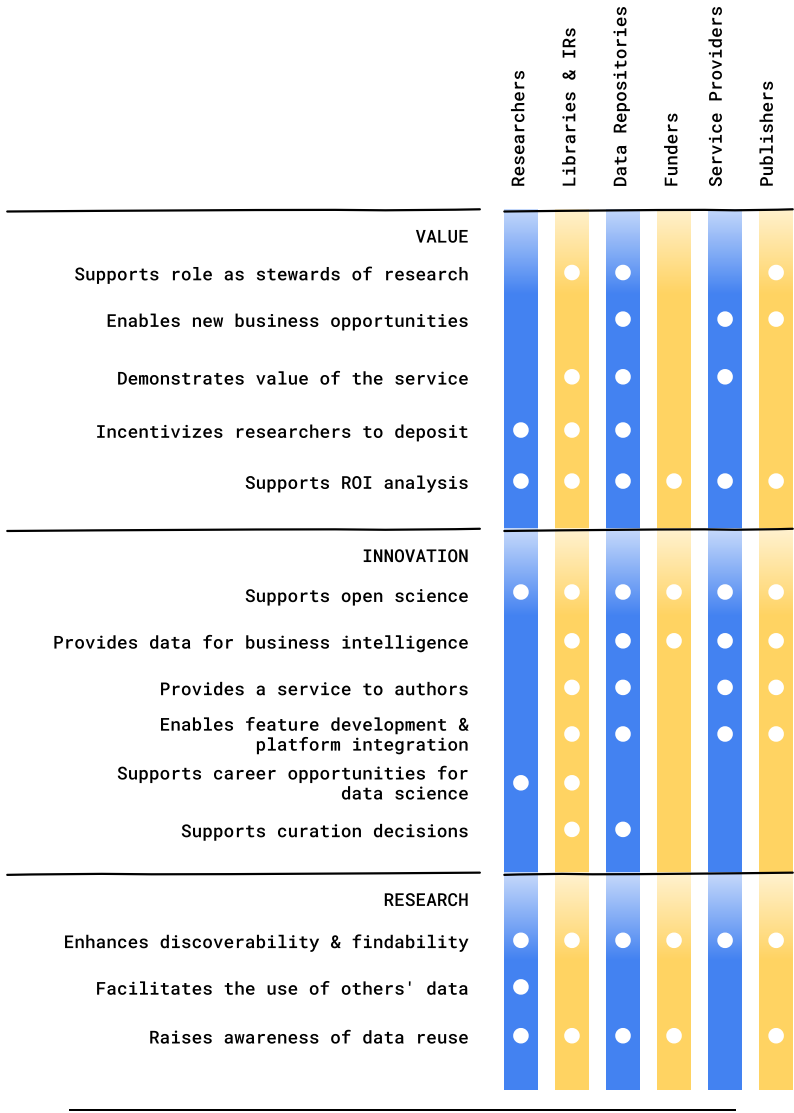 Researchers
Libraries & IRs
Data Repositories
Funders
Service Providers
Publishers
VALUE
Supports role as stewards of research
Enables new business opportunities
Demonstrates value of the service
Incentivizes researchers to deposit
Supports ROI analysis
INNOVATION
Supports open science
Provides data for business intelligence
Provides a service to authors
Enables feature development &
platform integration
Supports career opportunities for
data science
Supports curation decisions
RESEARCH
Enhances discoverability & findability
Facilitates the use of others' data
Raises awareness of data reuse